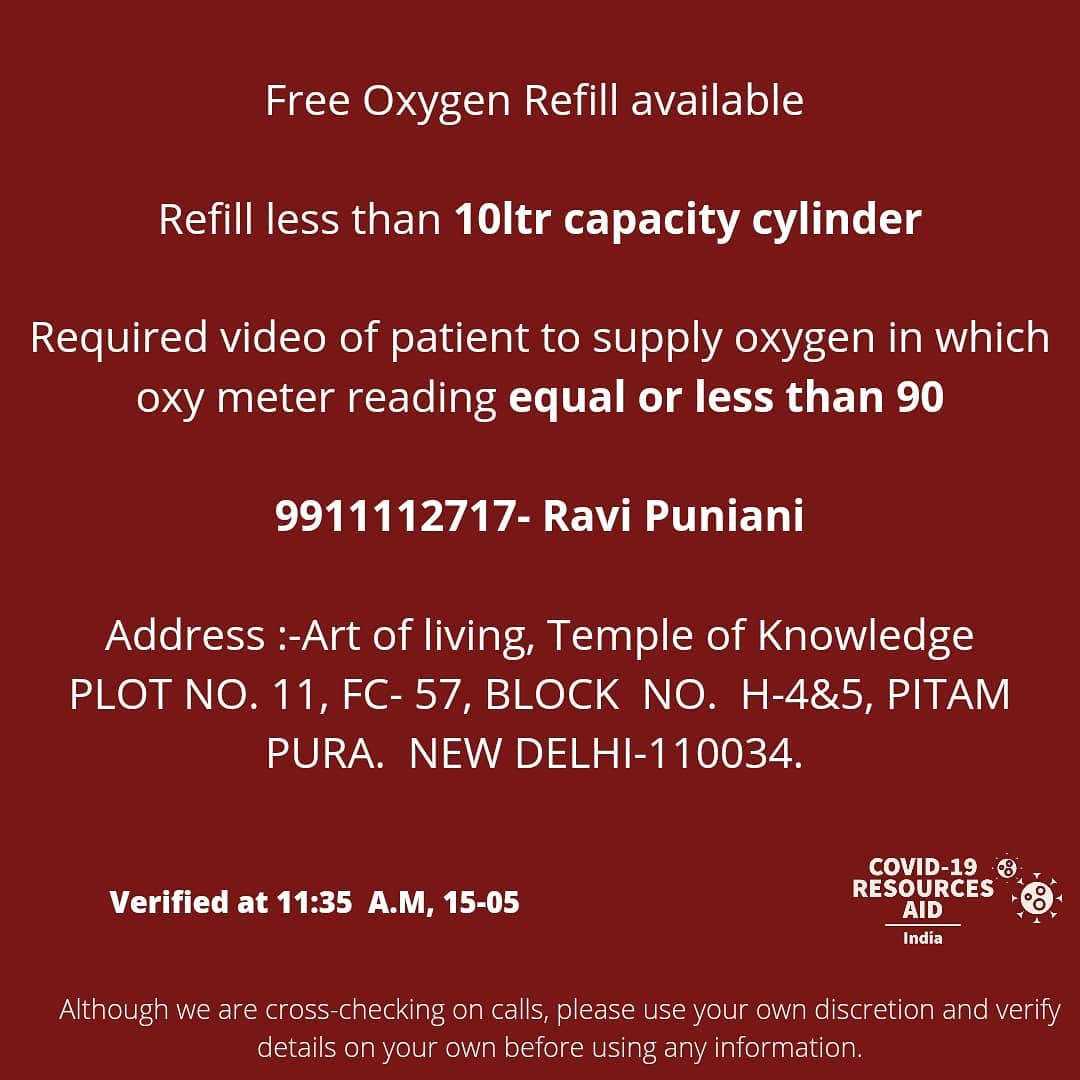 Free Oxygen Refill available
Refill less than 10ltr capacity cylinder
Required video of patient to supply oxygen in which
oxy meter reading equal or less than 90
9911112717- Ravi Puniani
Address :-Art of living, Temple of Knowledge
PLOT NO. 11, FC- 57, BLOCK  NO.  H-4&5, PITAM
PURA.  NEW DELHI-110034.
Verified at 11:35  A.M, 15-05
COVID-19
RESOURCES
AID
India
Although we are cross-checking on calls, please use your own discretion and verify
details on your own before using any information.